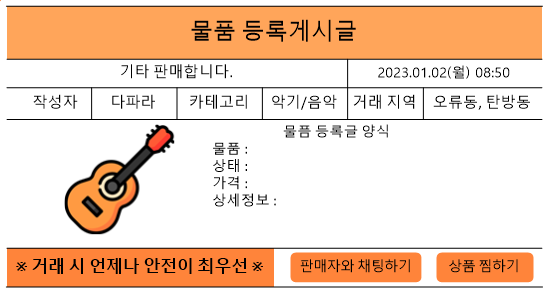 물품 등록게시글
기타 판매합니다. 2023.01.02(월) 08:50
작성자 다파라 카테고리 악기/음악 거래 지역 오류동, 탄방동
물픔 등록글 양식
물품 :
상태 :
가격 :
상세정보 :
※ 거래 시 언제나 안전이 최우선 ※ 판매자와 채팅하기 상품 찜하기